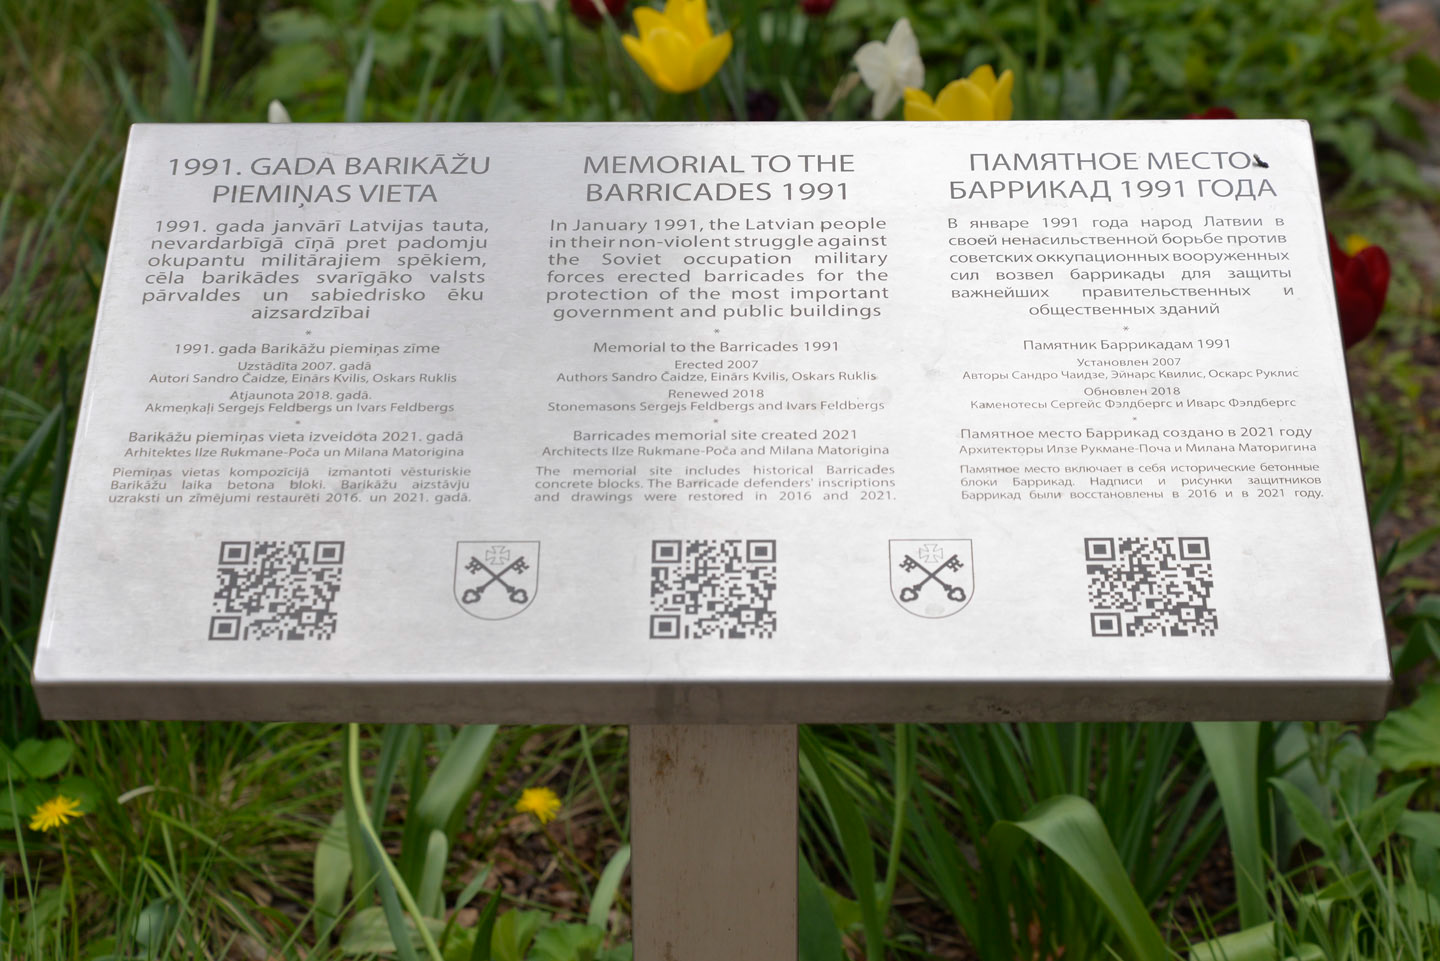 1991. GADA BARIKĀŽU
PIEMIŅAS VIETA
1991. gada janvārī Latvijas tauta,
nevardarbīgā cīņā pret padomju
okupantu militārajiem spēkiem,
cēla barikādes svarīgāko valsts
pārvaldes un sabiedrisko ēku
aizsardzībai
*
1991. gada Barikāžu piemiņas zīme
Uzstādīta 2007. gadā
Autori Sandro Čaidze, Einārs Kvilis, Oskars Ruklis
Atjaunota 2018. gadā.
Akmeņkaļi Sergejs Feldbergs un Ivars Feldbergs
*
Barikāžu piemiņas vieta izveidota 2021. gadā
Arhitektes Ilze Rukmane-Poča un Milana Matorigina
Piemiņas vietas kompozīcijā izmantoti vēsturiskie
Barikāžu laika betona bloki. Barikāžu aizstāvju
uzraksti un zīmējumi restaurēti 2016. un 2021. gadā.
MEMORIAL TO THE
BARRICADES 1991
In January 1991, the Latvian people
in their non-violent struggle against
the Soviet occupation military
forces erected barricades for the
protection of the most important
government and public buildings
*
Memorial to the Barricades 1991
Erected 2007
Authors Sandro Čaidze, Einārs Kvilis, Oskars Ruklis
Renewed 2018
Stonemasons Sergejs Feldbergs and Ivars Feldbergs
*
Barricades memorial site created 2021
Architects Ilze Rukmane-Poča and Milana Matorigina
The memorial site includes historical Barricades
concrete blocks. The Barricade defenders' inscriptions
and drawings were restored in 2016 and 2021.
ПАМЯТНОЕ МЕСТО
БАРРИКАД 1991 ГОДА
В январе 1991 года народ Латвии в
своей ненасильственной борьбе против
советских оккупационных вооруженных
сил возвел баррикады для защиты
важнейших правительственных и
общественных зданий
*
Памятник Баррикадам 1991
Установлен 2007
Авторы Сандро Чаидзе, Эйнарс Квилис, Оскарс Руклис
Обновлен 2018
Каменотесы Сергейс Фэлдбергс и Иварс Фэлдбергс
*
Памятное место Баррикад создано в 2021 году
Архитекторы Илзе Рукмане-Поча и Милана Маторигина
Памятное место включает в себя исторические бетонные
блоки Баррикад. Надписи и рисунки защитников
Баррикад были восстановлены в 2016 и в 2021 году.